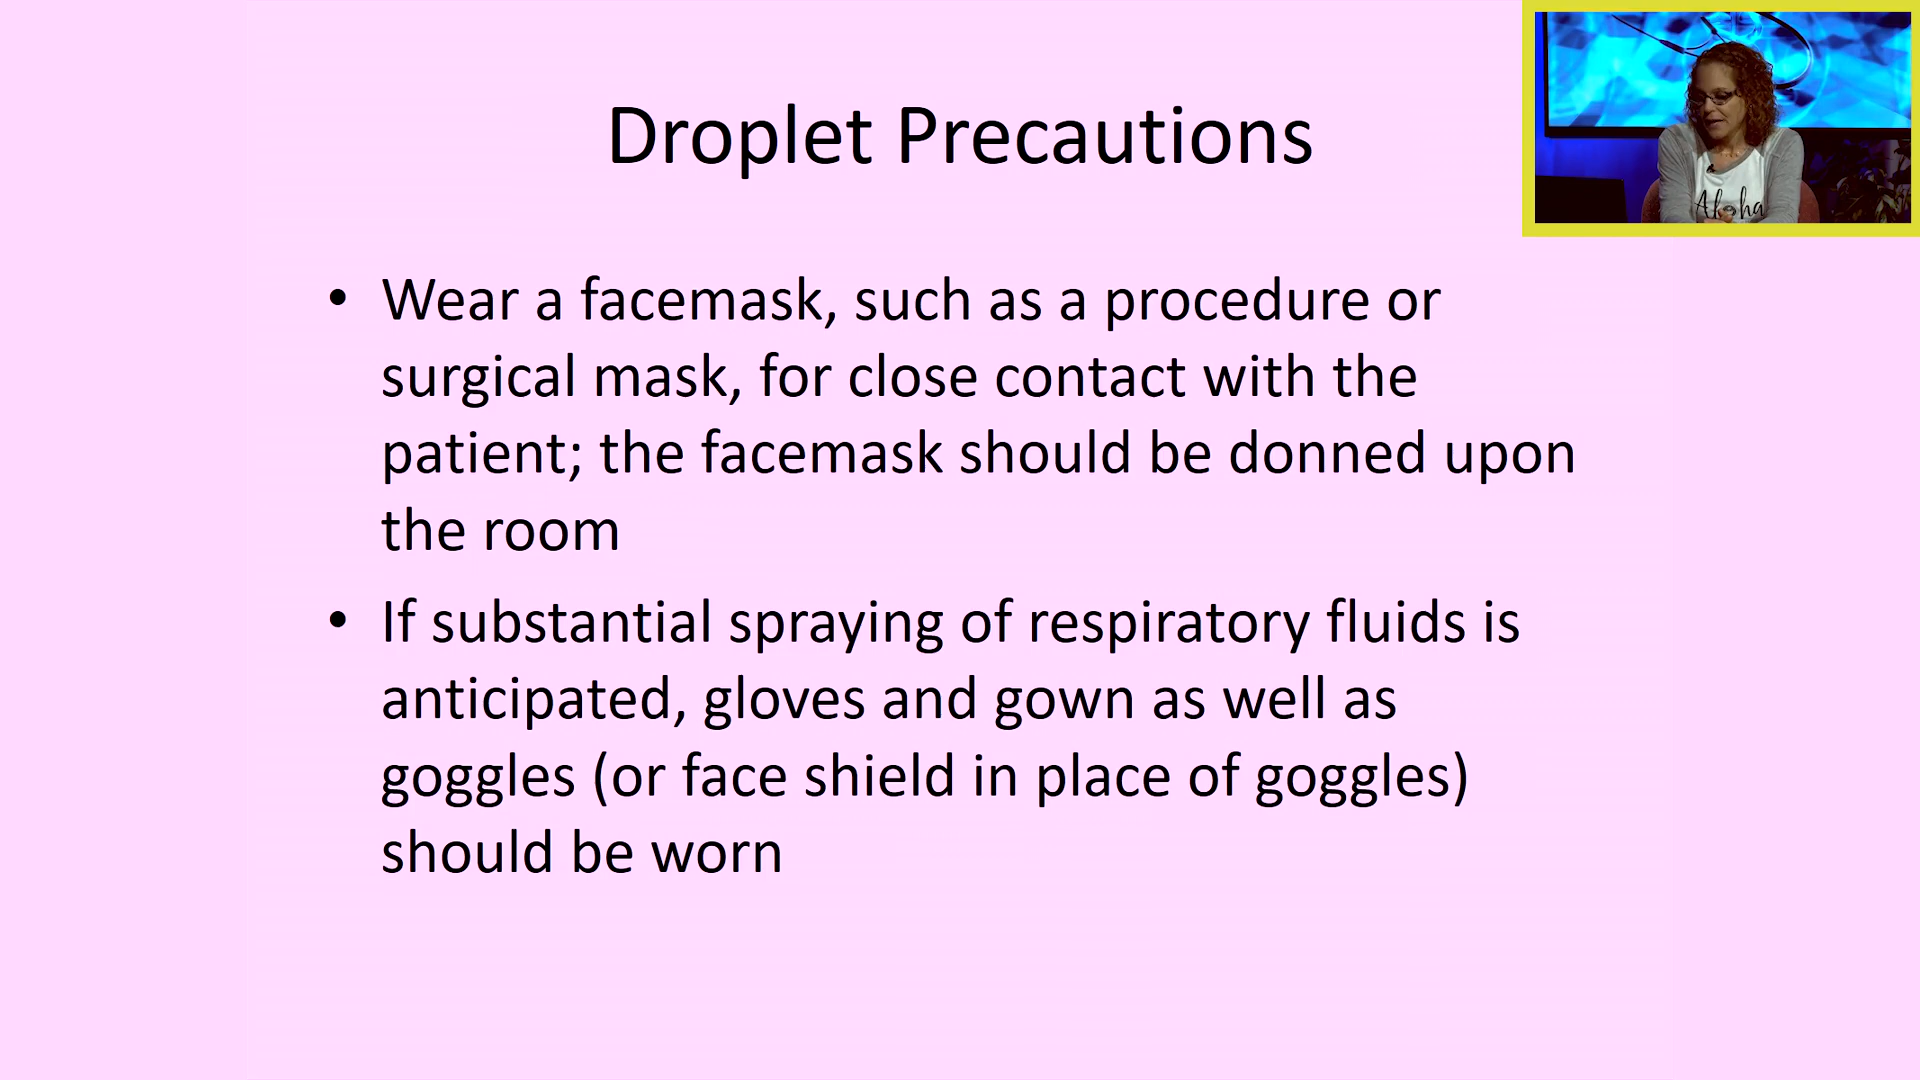 Droplet Precautions
Aloha
• Wear a facemask, such as a procedure or
surgical mask, for close contact with the
patient; the facemask should be donned upon
the room
• If substantial spraying of respiratory fluids is
anticipated, gloves and gown as well as
goggles (or face shield in place of goggles)
should be worn